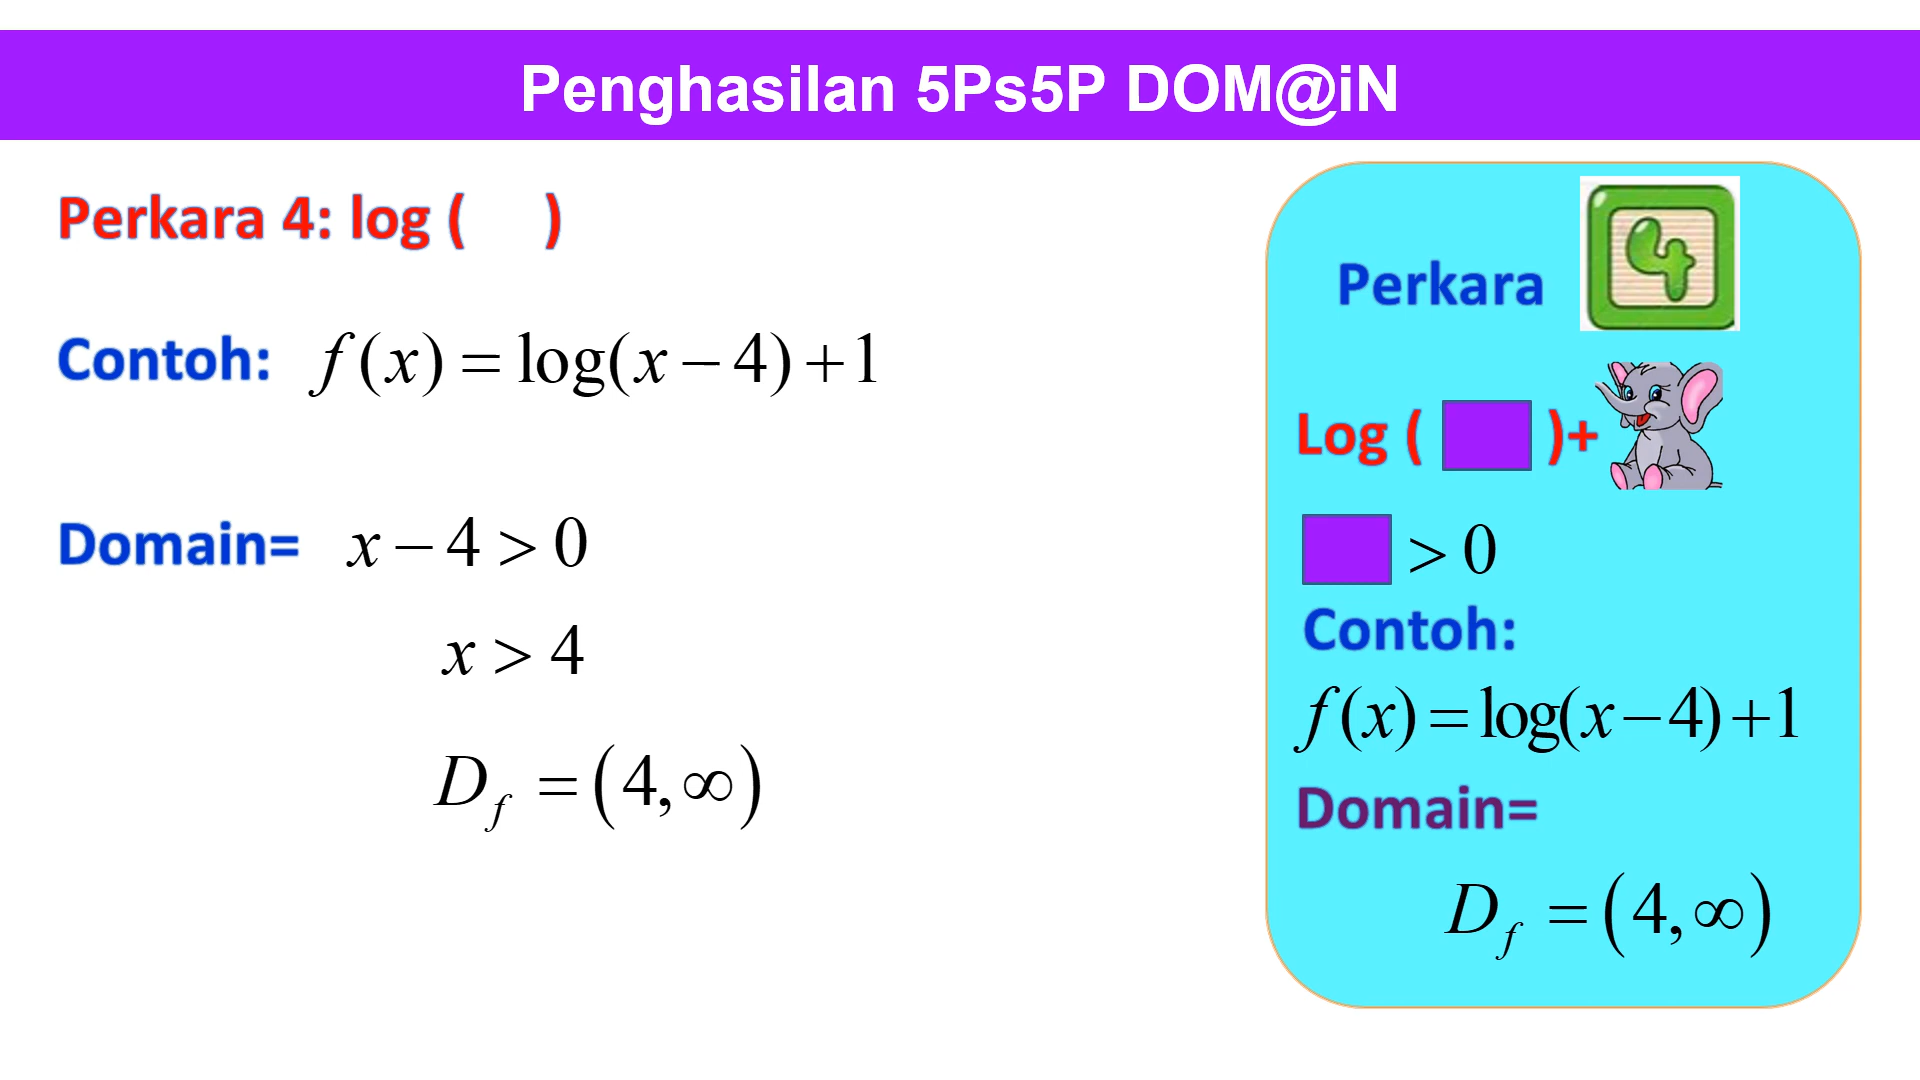 Penghasilan 5Ps5P DOM@iN
Perkara 4: log ( )
Contoh: f(x) = log(x − 4) + 1
Domain= x − 4 > 0
x > 4
D_f = (4, ∞)
Perkara 4
Log ( )+
> 0
Contoh:
f(x) = log(x − 4) + 1
Domain=
D_f = (4, ∞)